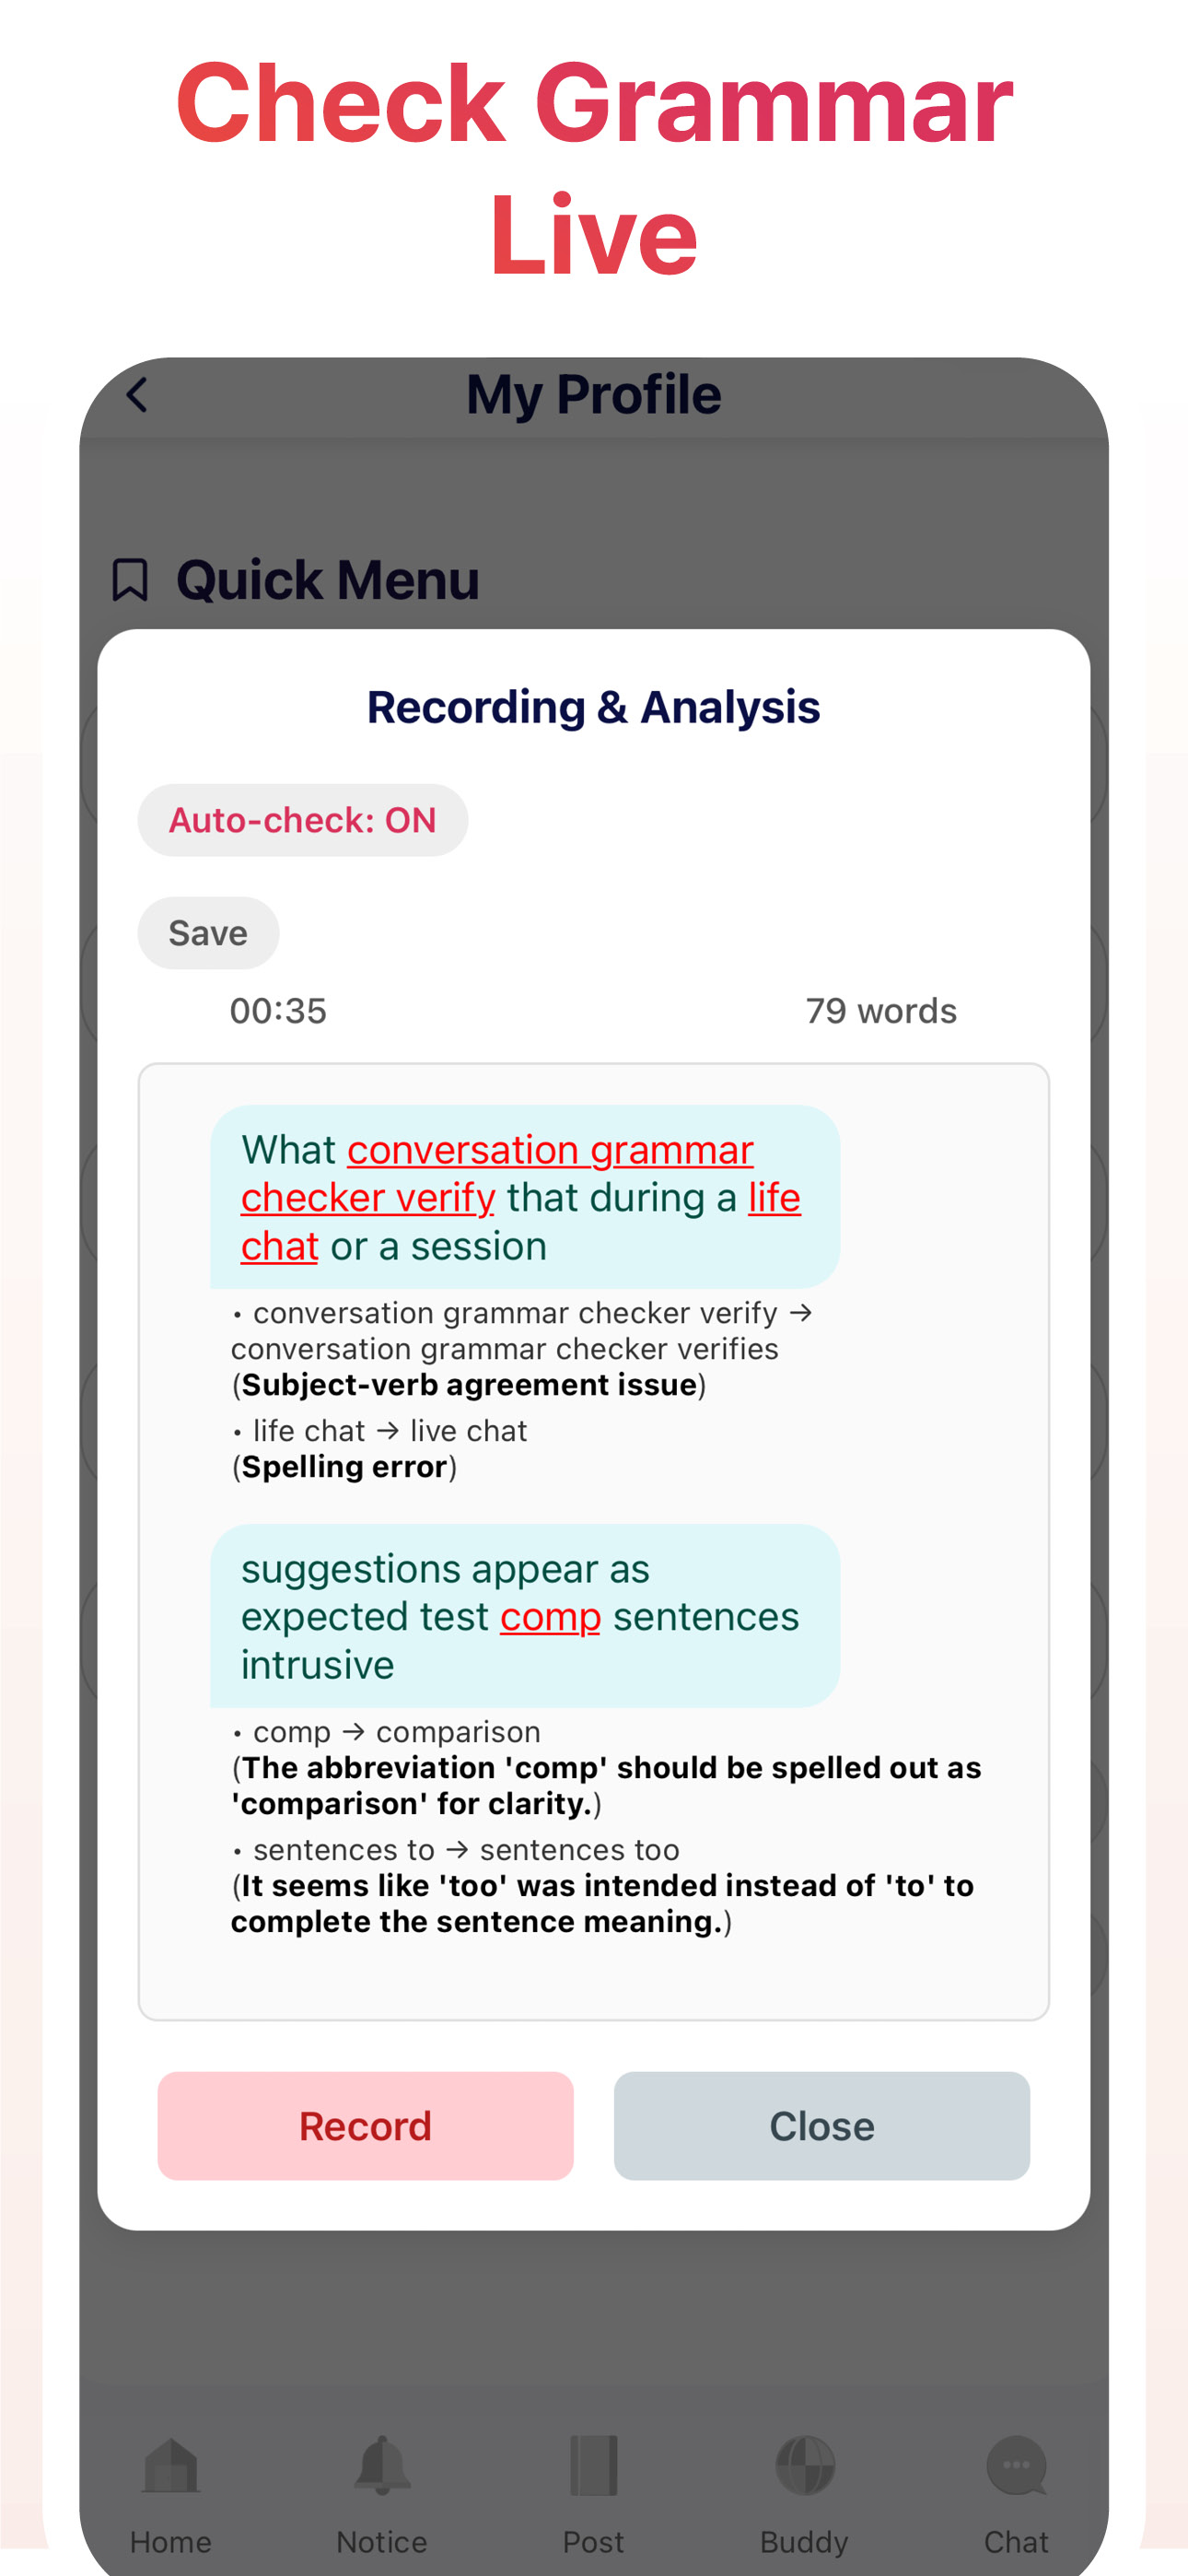 Check Grammar
Live
My Profile
Quick Menu
Recording & Analysis
Auto-check: ON
Save
00:35 79 words
What conversation grammar
checker verify that during a life
chat or a session
• conversation grammar checker verify →
conversation grammar checker verifies
(Subject-verb agreement issue)
• life chat → live chat
(Spelling error)
suggestions appear as
expected test comp sentences
intrusive
• comp → comparison
(The abbreviation 'comp' should be spelled out as
'comparison' for clarity.)
• sentences to → sentences too
(It seems like 'too' was intended instead of 'to' to
complete the sentence meaning.)
Record Close
Home Notice Post Buddy Chat